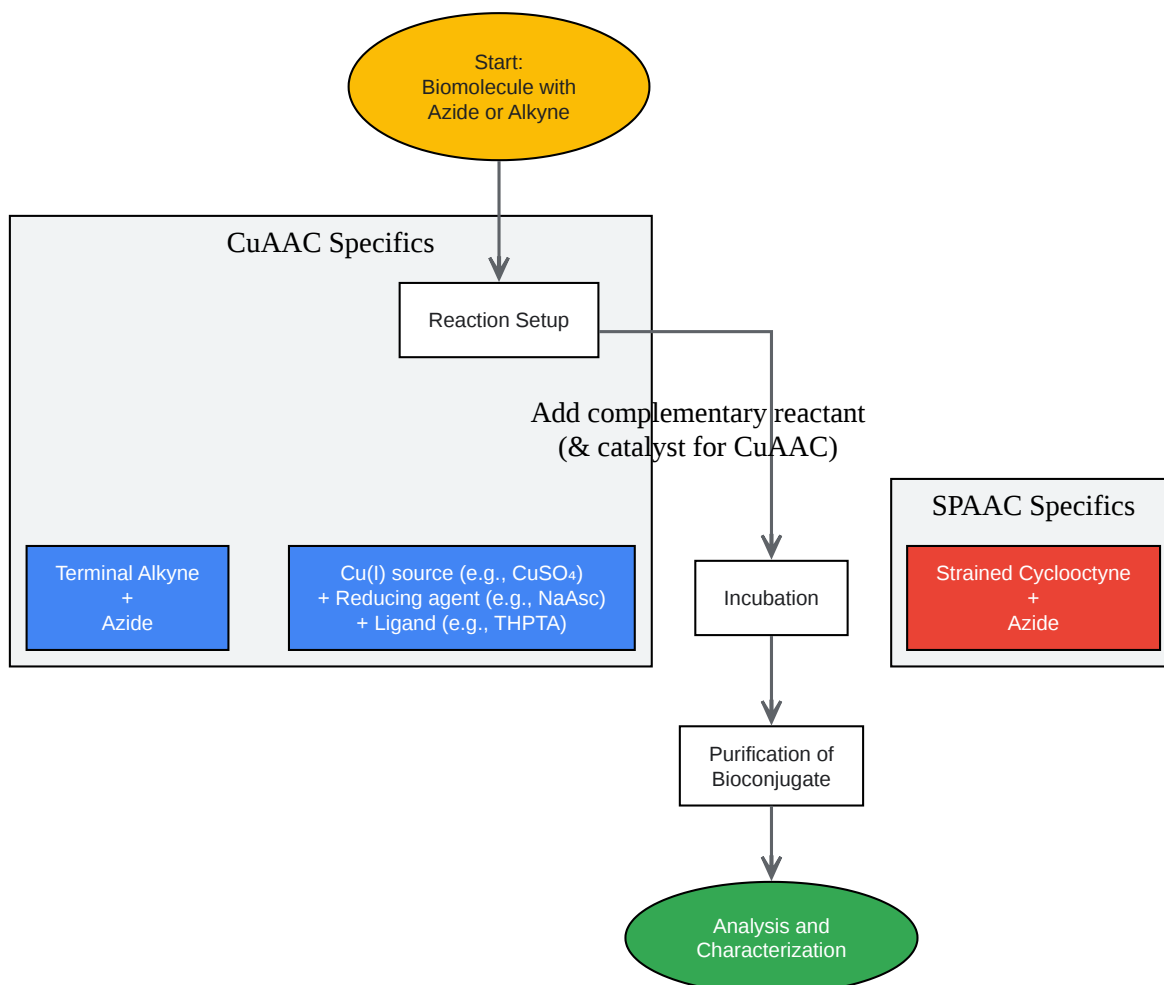 Start:
Biomolecule with
Azide or Alkyne
CuAAC Specifics
Reaction Setup
Add complementary reactant
(& catalyst for CuAAC)
SPAAC Specifics
Terminal Alkyne
+
Azide
Cu(I) source (e.g., CuSO₄)
+ Reducing agent (e.g., NaAsc)
+ Ligand (e.g., THPTA)
Incubation
Strained Cyclooctyne
+
Azide
Purification of
Bioconjugate
Analysis and
Characterization